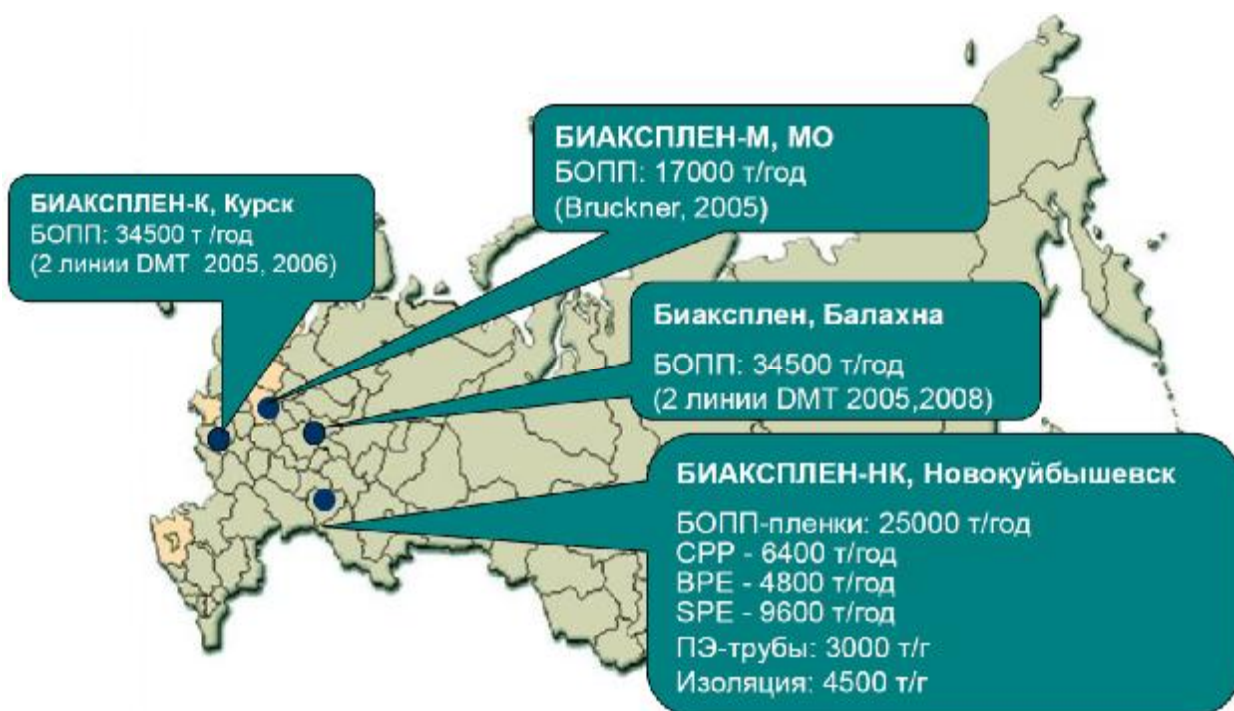 БИАКСПЛЕН-М, МО
БОПП: 17000 т/год
(Bruckner, 2005)
БИАКСПЛЕН-К, Курск
БОПП: 34500 т /год
(2 линии DMT 2005, 2006)
Биаксплен, Балахна
БОПП: 34500 т/год
(2 линии DMT 2005,2008)
БИАКСПЛЕН-НК, Новокуйбышевск
БОПП-пленки: 25000 т/год
CPP - 6400 т/год
BPE - 4800 т/год
SPE - 9600 т/год
ПЭ-трубы: 3000 т/г
Изоляция: 4500 т/г